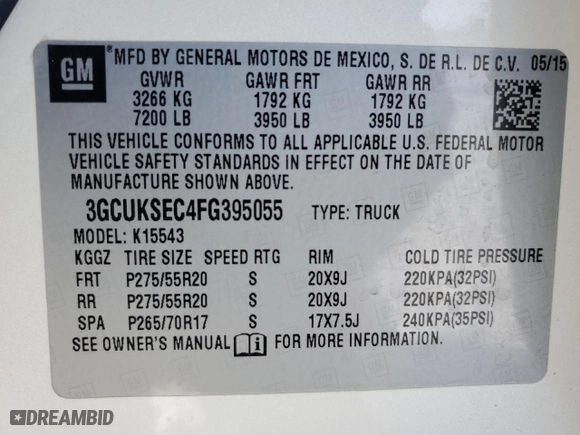 GM ® MFD BY GENERAL MOTORS DE MEXICO, S. DE R.L. DE C.V. 05/15
GVWR GAWR FRT GAWR RR
3266 KG 1792 KG 1792 KG
7200 LB 3950 LB 3950 LB
THIS VEHICLE CONFORMS TO ALL APPLICABLE U.S. FEDERAL MOTOR
VEHICLE SAFETY STANDARDS IN EFFECT ON THE DATE OF
MANUFACTURE SHOWN ABOVE.
3GCUKSEC4FG395055 TYPE: TRUCK
MODEL: K15543
KGGZ TIRE SIZE SPEED RTG RIM COLD TIRE PRESSURE
FRT P275/55R20 S 20X9J 220KPA(32PSI)
RR P275/55R20 S 20X9J 220KPA(32PSI)
SPA P265/70R17 S 17X7.5J 240KPA(35PSI)
SEE OWNER'S MANUAL i FOR MORE INFORMATION.
DREAMBID